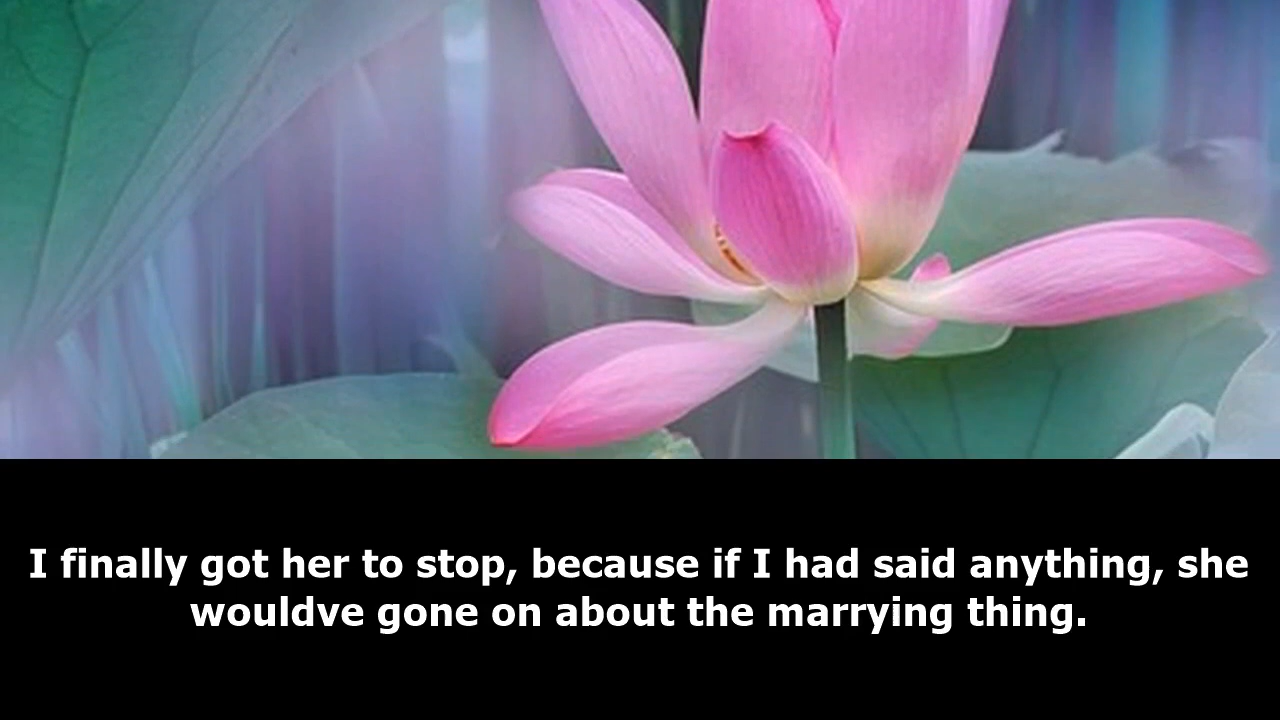 I finally got her to stop, because if I had said anything, she
wouldve gone on about the marrying thing.